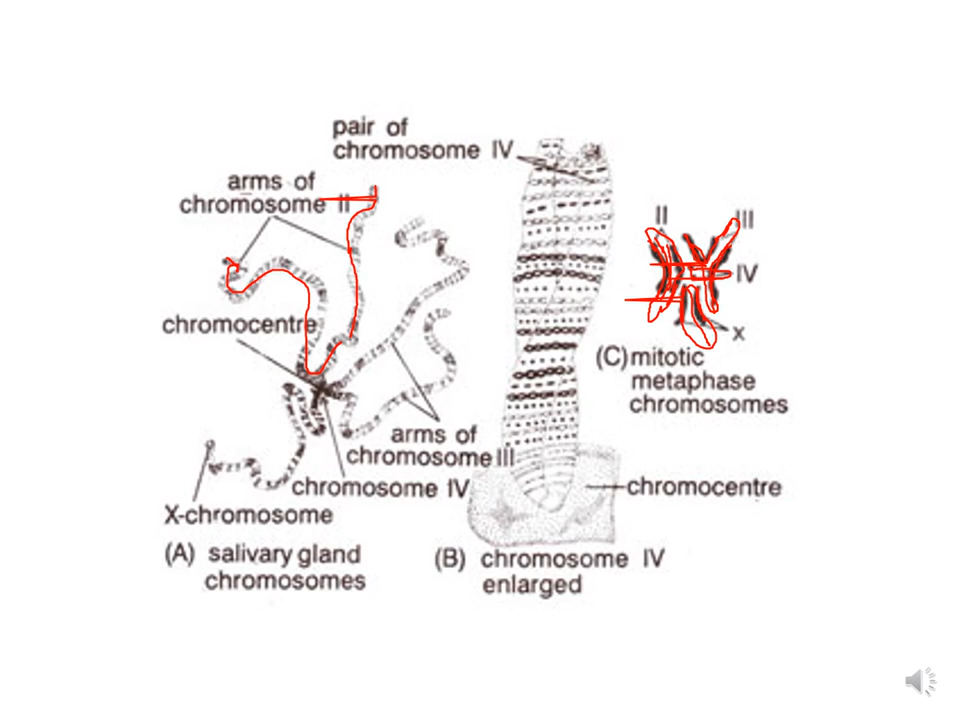 pair of
chromosome IV
arms of
chromosome II
chromocentre
arms of
chromosome III
chromosome IV
X-chromosome
(A) salivary gland
chromosomes
chromocentre
(B) chromosome IV
enlarged
II
III
IV
X
(C) mitotic
metaphase
chromosomes